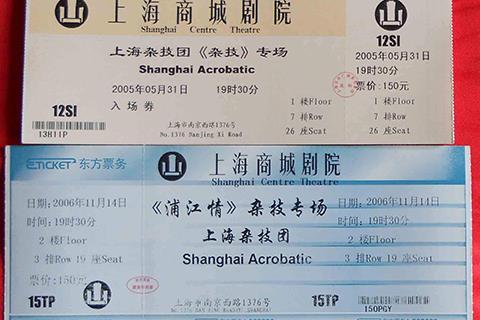 上海商城剧院
Shanghai Centre Theatre
上海杂技团《杂技》专场
Shanghai Acrobatic
2005年05月31日 19时30分
入场券
1 楼Floor
7 排Row
26 座Seat
12SI
13H11P
上海市南京西路1376号
No.1376 Nanjing Xi Road
12SI
2005年05月31日
19时30分
票价:150元
1 楼Floor
7 排Row
26 座Seat
ETICKET 东方票务
上海商城剧院
Shanghai Centre Theatre
日期:2006年11月14日
时间:19时30分
2 楼Floor
3 排Row 19 座Seat
票价:150元
15TP
《浦江情》杂技专场
上海杂技团
Shanghai Acrobatic
上海市南京西路1376号
日期:2006年11月14日
时间:19时30分
2 楼Floor
3 排Row 19 座Seat
15TP
150PGY